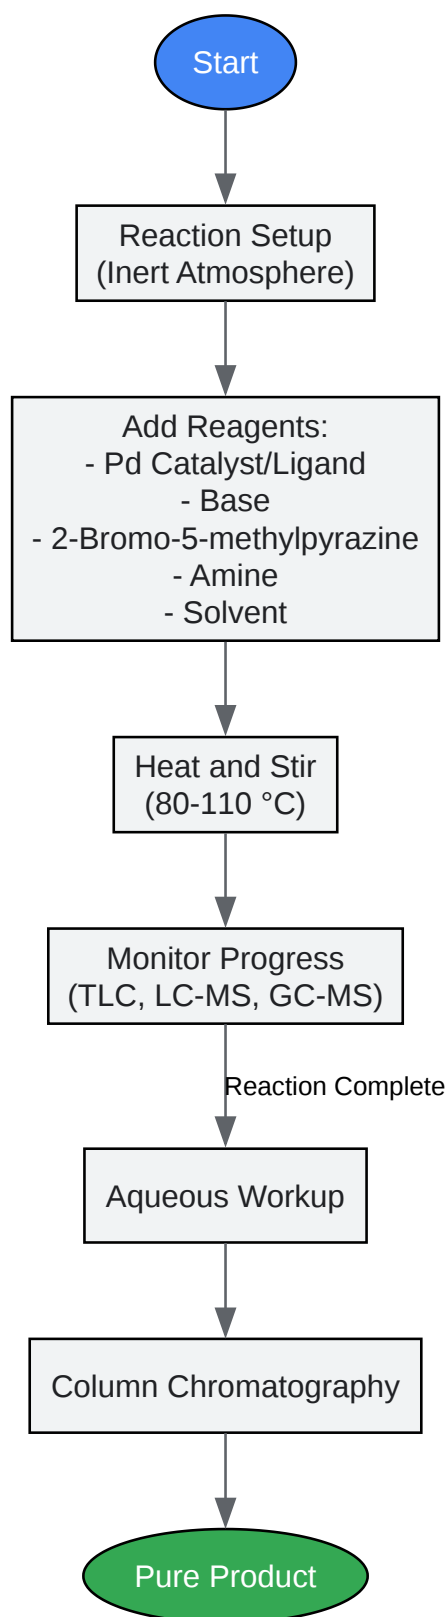 Start
Reaction Setup
(Inert Atmosphere)
Add Reagents:
- Pd Catalyst/Ligand
- Base
- 2-Bromo-5-methylpyrazine
- Amine
- Solvent
Heat and Stir
(80-110 °C)
Monitor Progress
(TLC, LC-MS, GC-MS)
Reaction Complete
Aqueous Workup
Column Chromatography
Pure Product